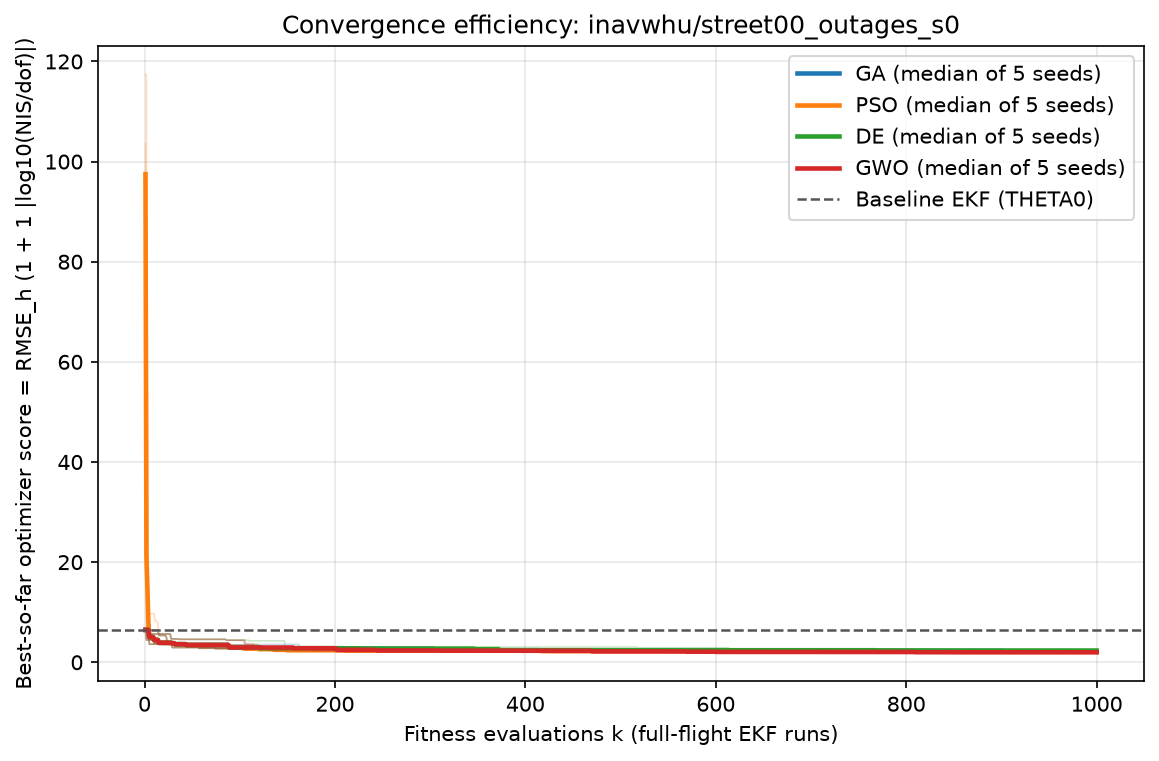 Convergence efficiency: inavwhu/street00_outages_s0
Best-so-far optimizer score = RMSE_h (1 + 1 |log10(NIS/dof)|)
120
100
80
60
40
20
0
GA (median of 5 seeds)
PSO (median of 5 seeds)
DE (median of 5 seeds)
GWO (median of 5 seeds)
Baseline EKF (THETA0)
0 200 400 600 800 1000
Fitness evaluations k (full-flight EKF runs)